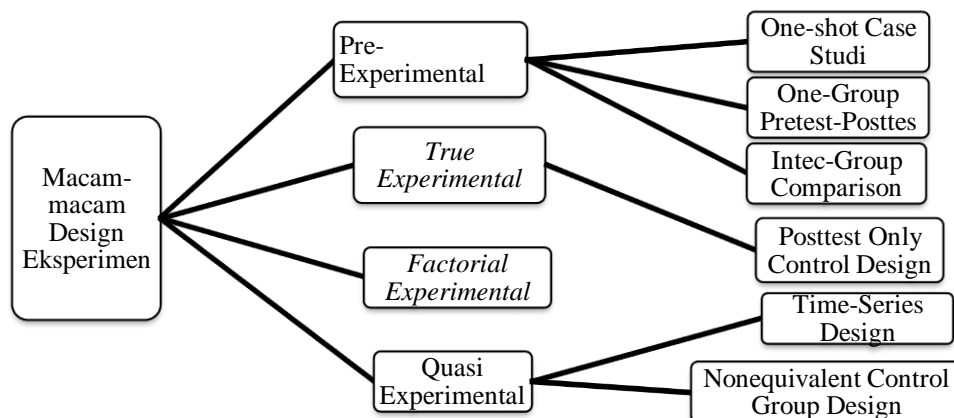 Macam-
macam
Design
Eksperimen
Pre-
Experimental
True
Experimental
Factorial
Experimental
Quasi
Experimental
One-shot Case
Studi
One-Group
Pretest-Posttes
Intec-Group
Comparison
Posttest Only
Control Design
Time-Series
Design
Nonequivalent Control
Group Design